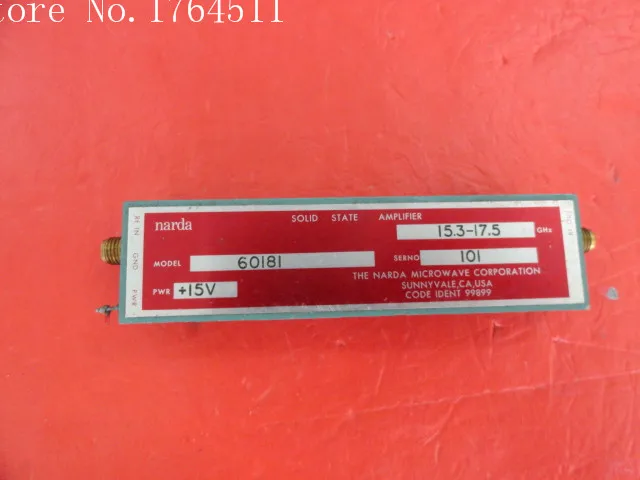 tore No. 1764511
narda
SOLID STATE AMPLIFIER
15.3-17.5 GHz
MODEL 60181
SERNO 101
THE NARDA MICROWAVE CORPORATION
PWR +15V
SUNNYVALE, CA, USA
CODE IDENT 99899
RF IN
GND
PWR